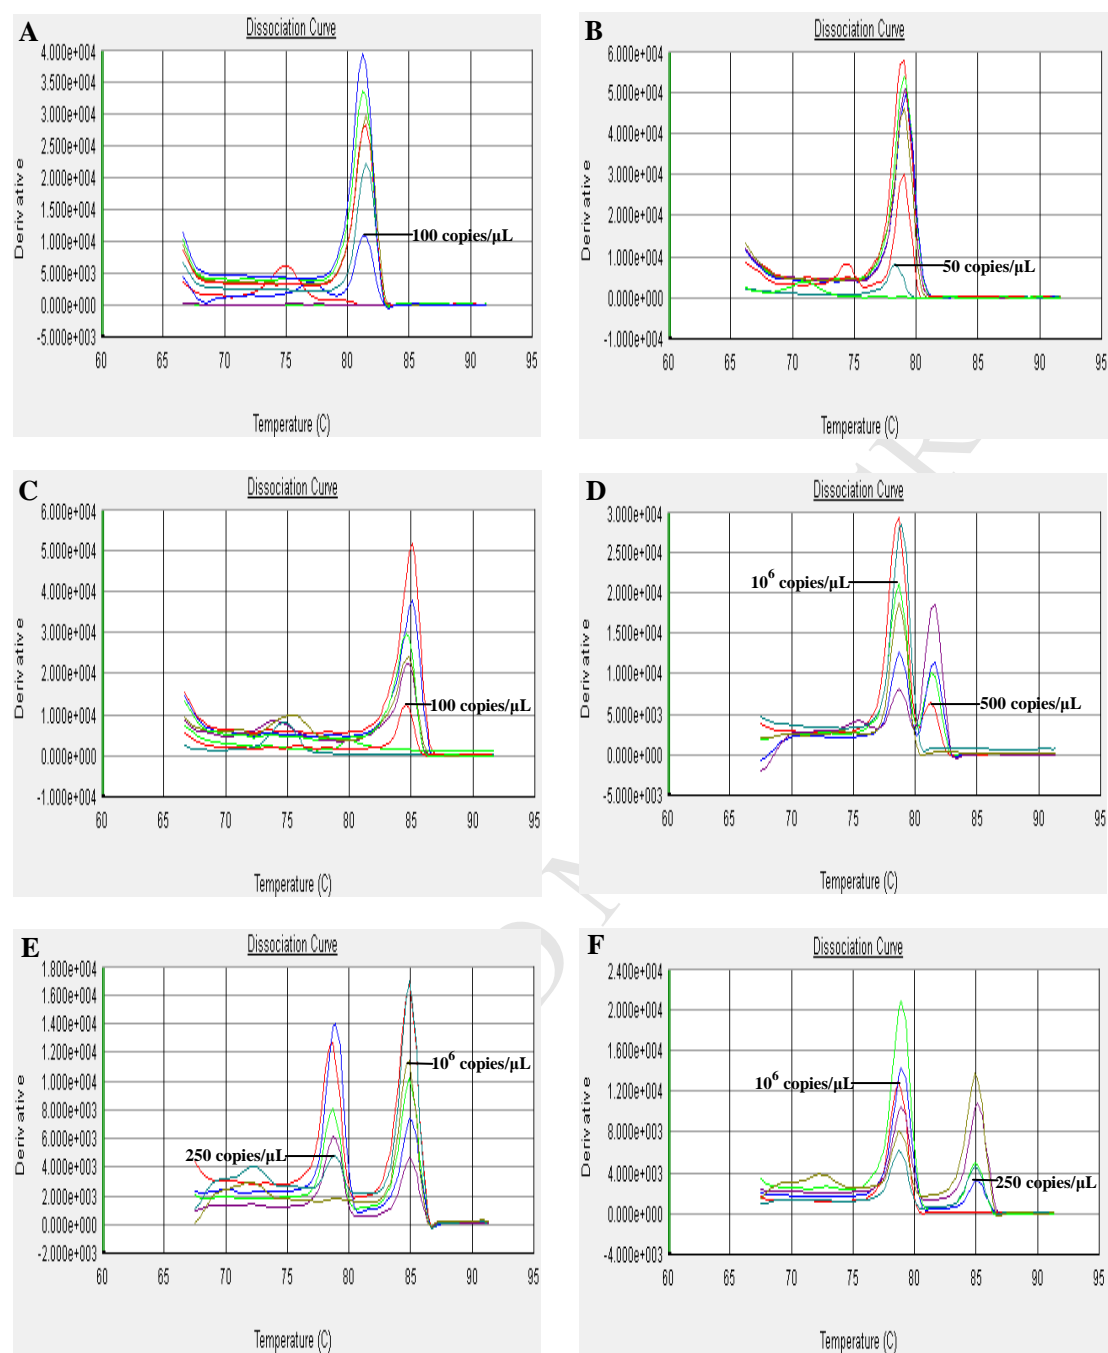 A
Dissociation Curve
4.000e+004
3.500e+004
3.000e+004
2.500e+004
2.000e+004
1.500e+004
1.000e+004
5.000e+003
0.000e+000
-5.000e+003
Derivative
100 copies/µL
60 65 70 75 80 85 90 95
Temperature (C)
B
Dissociation Curve
6.000e+004
5.000e+004
4.000e+004
3.000e+004
2.000e+004
1.000e+004
0.000e+000
-1.000e+004
Derivative
50 copies/µL
60 65 70 75 80 85 90 95
Temperature (C)
C
Dissociation Curve
6.000e+004
5.000e+004
4.000e+004
3.000e+004
2.000e+004
1.000e+004
0.000e+000
-1.000e+004
Derivative
100 copies/µL
60 65 70 75 80 85 90 95
Temperature (C)
D
Dissociation Curve
3.000e+004
2.500e+004
2.000e+004
1.500e+004
1.000e+004
5.000e+003
0.000e+000
-5.000e+003
Derivative
10⁶ copies/µL
500 copies/µL
60 65 70 75 80 85 90 95
Temperature (C)
E
Dissociation Curve
1.800e+004
1.600e+004
1.400e+004
1.200e+004
1.000e+004
8.000e+003
6.000e+003
4.000e+003
2.000e+003
0.000e+000
-2.000e+003
Derivative
10⁶ copies/µL
250 copies/µL
60 65 70 75 80 85 90 95
Temperature (C)
F
Dissociation Curve
2.400e+004
2.000e+004
1.600e+004
1.200e+004
8.000e+003
4.000e+003
0.000e+000
-4.000e+003
Derivative
10⁶ copies/µL
250 copies/µL
60 65 70 75 80 85 90 95
Temperature (C)